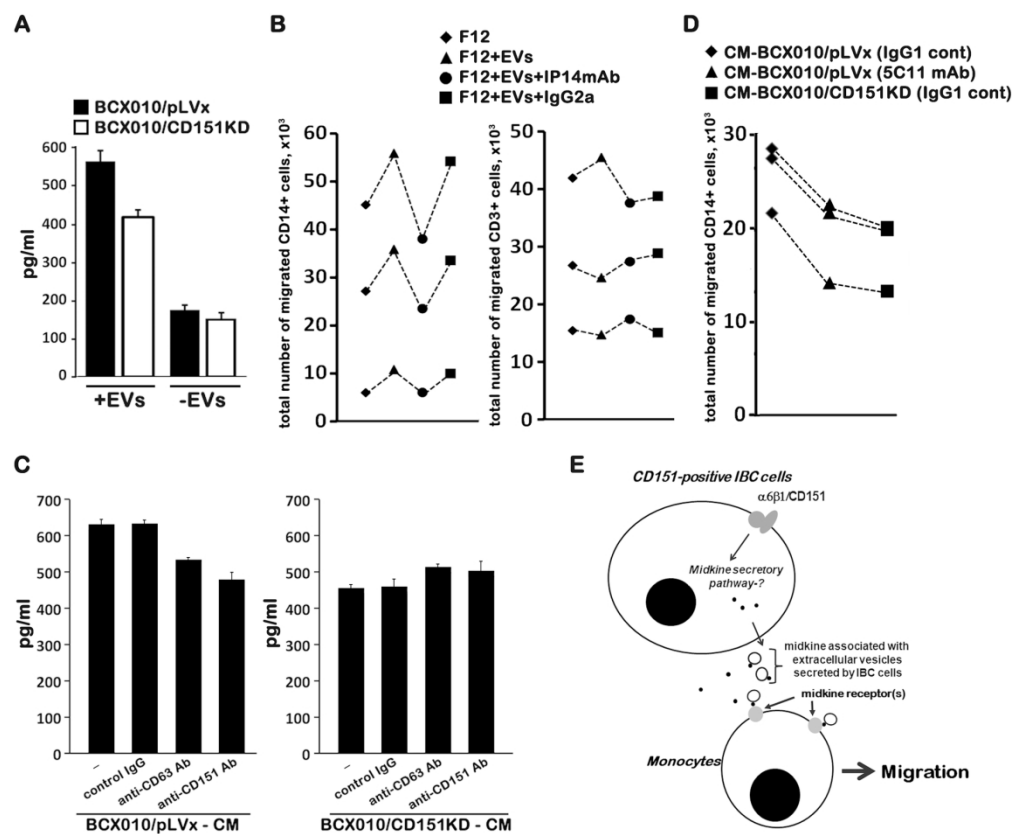 A
BCX010/pLVx
BCX010/CD151KD
600
500
400
300
200
100
0
pg/ml
+EVs
-EVs
B
F12
F12+EVs
F12+EVs+IP14mAb
F12+EVs+IgG2a
total number of migrated CD14+ cells, x10³
60
50
40
30
20
10
0
total number of migrated CD3+ cells, x10³
50
40
30
20
10
0
D
CM-BCX010/pLVx (IgG1 cont)
CM-BCX010/pLVx (5C11 mAb)
CM-BCX010/CD151KD (IgG1 cont)
total number of migrated CD14+ cells, x10³
30
20
10
0
C
700
600
500
400
300
200
100
0
pg/ml
–
control IgG
anti-CD63 Ab
anti-CD151 Ab
BCX010/pLVx - CM
700
600
500
400
300
200
100
0
pg/ml
–
control IgG
anti-CD63 Ab
anti-CD151 Ab
BCX010/CD151KD - CM
E
CD151-positive IBC cells
α6β1/CD151
Midkine secretory
pathway-?
midkine associated with
extracellular vesicles
secreted by IBC cells
midkine receptor(s)
Monocytes
Migration